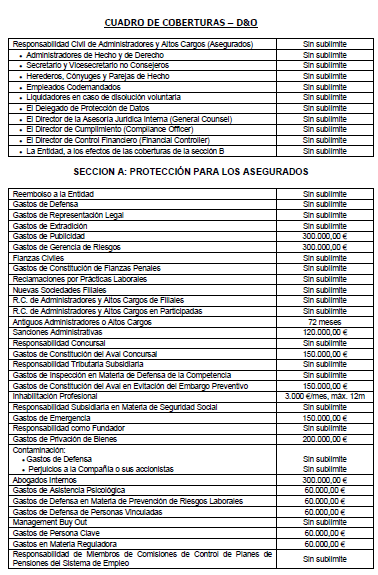 CUADRO DE COBERTURAS – D&O
Responsabilidad Civil de Administradores y Altos Cargos (Asegurados) Sin sublímite
• Administradores de Hecho y de Derecho Sin sublímite
• Secretario y Vicesecretario no Consejeros Sin sublímite
• Herederos, Cónyuges y Parejas de Hecho Sin sublímite
• Empleados Codemandados Sin sublímite
• Liquidadores en caso de disolución voluntaria Sin sublímite
• El Delegado de Protección de Datos Sin sublímite
• El Director de la Asesoría Jurídica Interna (General Counsel) Sin sublímite
• El Director de Cumplimiento (Compliance Officer) Sin sublímite
• El Director de Control Financiero (Financial Controller) Sin sublímite
• La Entidad, a los efectos de las coberturas de la sección B Sin sublímite
SECCION A: PROTECCIÓN PARA LOS ASEGURADOS
Reembolso a la Entidad Sin sublímite
Gastos de Defensa Sin sublímite
Gastos de Representación Legal Sin sublímite
Gastos de Extradición Sin sublímite
Gastos de Publicidad 300.000,00 €
Gastos de Gerencia de Riesgos 300.000,00 €
Fianzas Civiles Sin sublímite
Gastos de Constitución de Fianzas Penales Sin sublímite
Reclamaciones por Prácticas Laborales Sin sublímite
Nuevas Sociedades Filiales Sin sublímite
R.C. de Administradores y Altos Cargos de Filiales Sin sublímite
R.C. de Administradores y Altos Cargos en Participadas Sin sublímite
Antiguos Administradores o Altos Cargos 72 meses
Sanciones Administrativas 120.000,00 €
Responsabilidad Concursal Sin sublímite
Gastos de Constitución del Aval Concursal 150.000,00 €
Responsabilidad Tributaria Subsidiaria Sin sublímite
Gastos de Inspección en Materia de Defensa de la Competencia Sin sublímite
Gastos de Constitución del Aval en Evitación del Embargo Preventivo 150.000,00 €
Inhabilitación Profesional 3.000 €/mes, máx. 12m
Responsabilidad Subsidiaria en Materia de Seguridad Social Sin sublímite
Gastos de Emergencia 150.000,00 €
Responsabilidad como Fundador Sin sublímite
Gastos de Privación de Bienes 200.000,00 €
Contaminación:
• Gastos de Defensa Sin sublímite
• Perjuicios a la Compañía o sus accionistas Sin sublímite
Abogados Internos 300.000,00 €
Gastos de Asistencia Psicológica 60.000,00 €
Gastos de Defensa en Materia de Prevención de Riesgos Laborales 60.000,00 €
Gastos de Defensa de Personas Vinculadas 60.000,00 €
Management Buy Out Sin sublímite
Gastos de Persona Clave 60.000,00 €
Gastos en Materia Reguladora 60.000,00 €
Responsabilidad de Miembros de Comisiones de Control de Planes de
Pensiones del Sistema de Empleo Sin sublímite